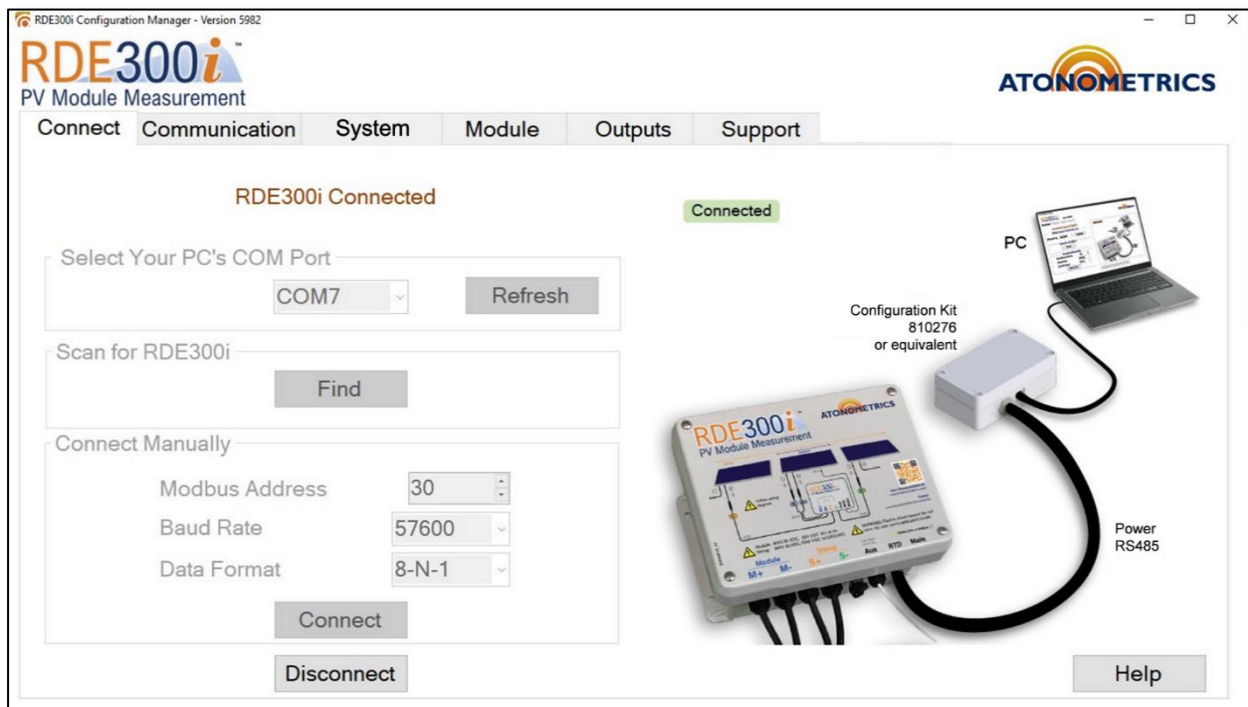 RDE300i Configuration Manager - Version 5982
RDE300i™
PV Module Measurement
ATONOMETRICS
Connect Communication System Module Outputs Support
RDE300i Connected
Connected
Select Your PC's COM Port
COM7 Refresh
Scan for RDE300i
Find
Connect Manually
Modbus Address 30
Baud Rate 57600
Data Format 8-N-1
Connect
Disconnect
PC
Configuration Kit
810276
or equivalent
RDE300i™
PV Module Measurement
ATONOMETRICS
Module
M+ M-
String
S+ S-
Aux RTD Main
Power
RS485
Help